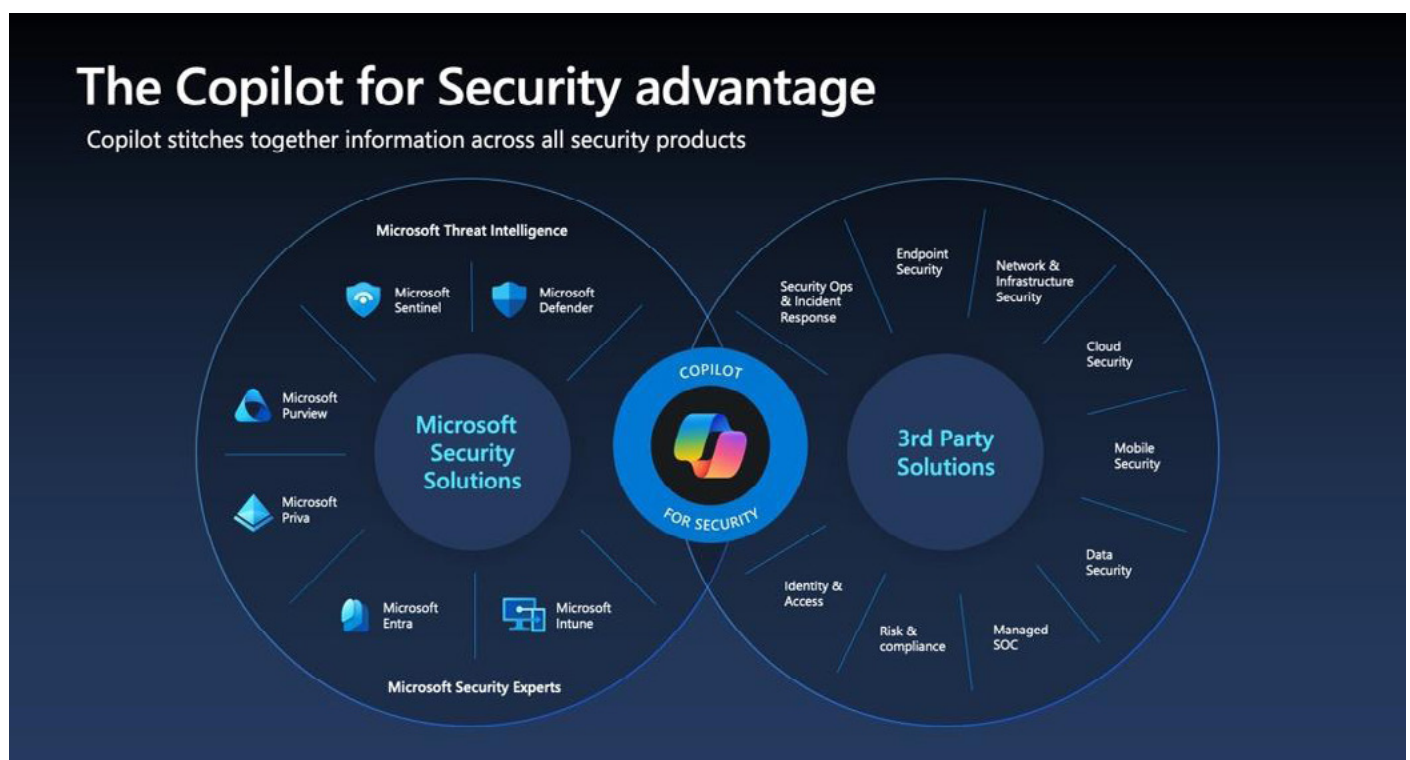 The Copilot for Security advantage
Copilot stitches together information across all security products
Microsoft Threat Intelligence
Microsoft
Sentinel
Microsoft
Defender
Microsoft
Purview
Microsoft
Security
Solutions
Microsoft
Priva
Microsoft
Entra
Microsoft
Intune
Microsoft Security Experts
COPILOT
FOR SECURITY
Security Ops
& Incident
Response
Endpoint
Security
Network &
Infrastructure
Security
Cloud
Security
3rd Party
Solutions
Mobile
Security
Data
Security
Identity &
Access
Risk &
compliance
Managed
SOC